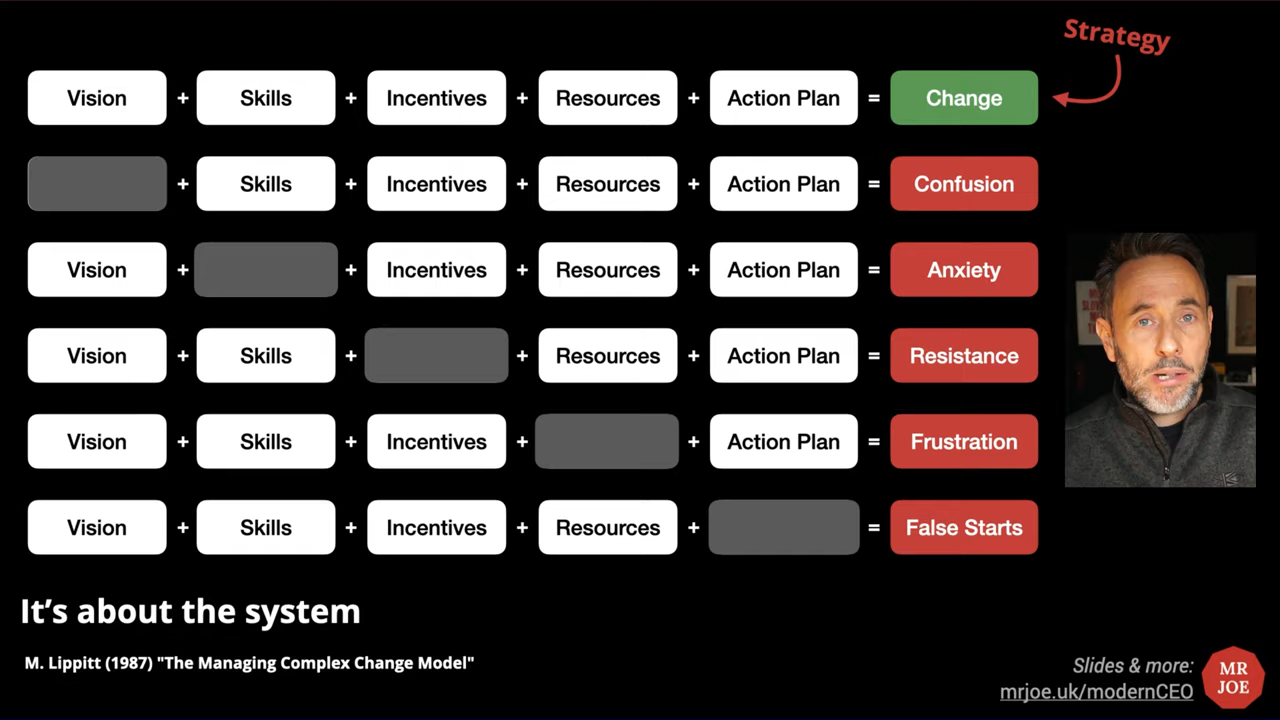 Strategy
Vision + Skills + Incentives + Resources + Action Plan = Change
+ Skills + Incentives + Resources + Action Plan = Confusion
Vision + + Incentives + Resources + Action Plan = Anxiety
Vision + Skills + + Resources + Action Plan = Resistance
Vision + Skills + Incentives + + Action Plan = Frustration
Vision + Skills + Incentives + Resources + = False Starts
It’s about the system
M. Lippitt (1987) "The Managing Complex Change Model"
Slides & more:
mrjoe.uk/modernCEO
MR
JOE